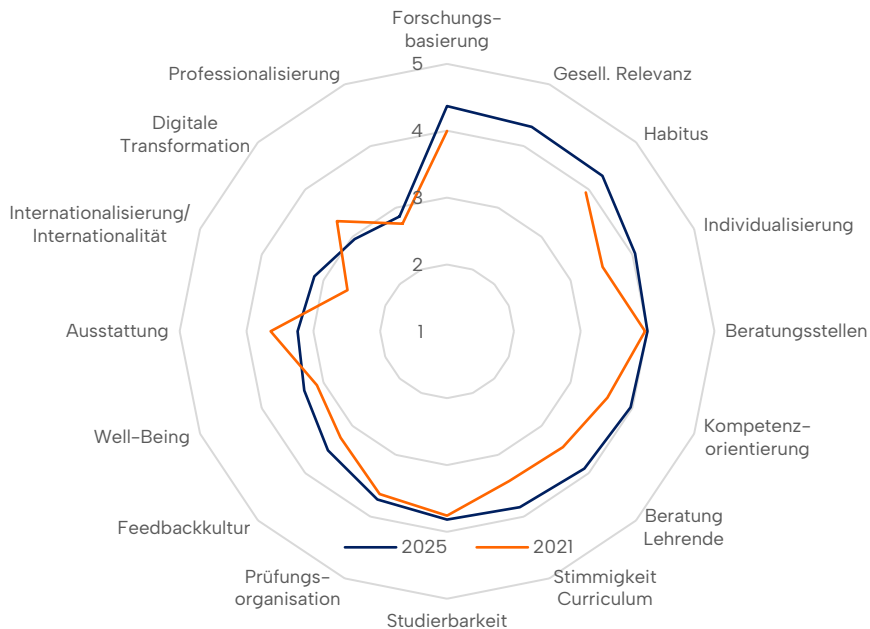 Forschungs-
basierung
5
Professionalisierung
Gesell. Relevanz
Digitale
Transformation
4
Habitus
3
Internationalisierung/
Internationalität
Individualisierung
2
Ausstattung
1
Beratungsstellen
Well-Being
Kompetenz-
orientierung
Feedbackkultur
Beratung
Lehrende
2025
2021
Prüfungs-
organisation
Stimmigkeit
Curriculum
Studierbarkeit